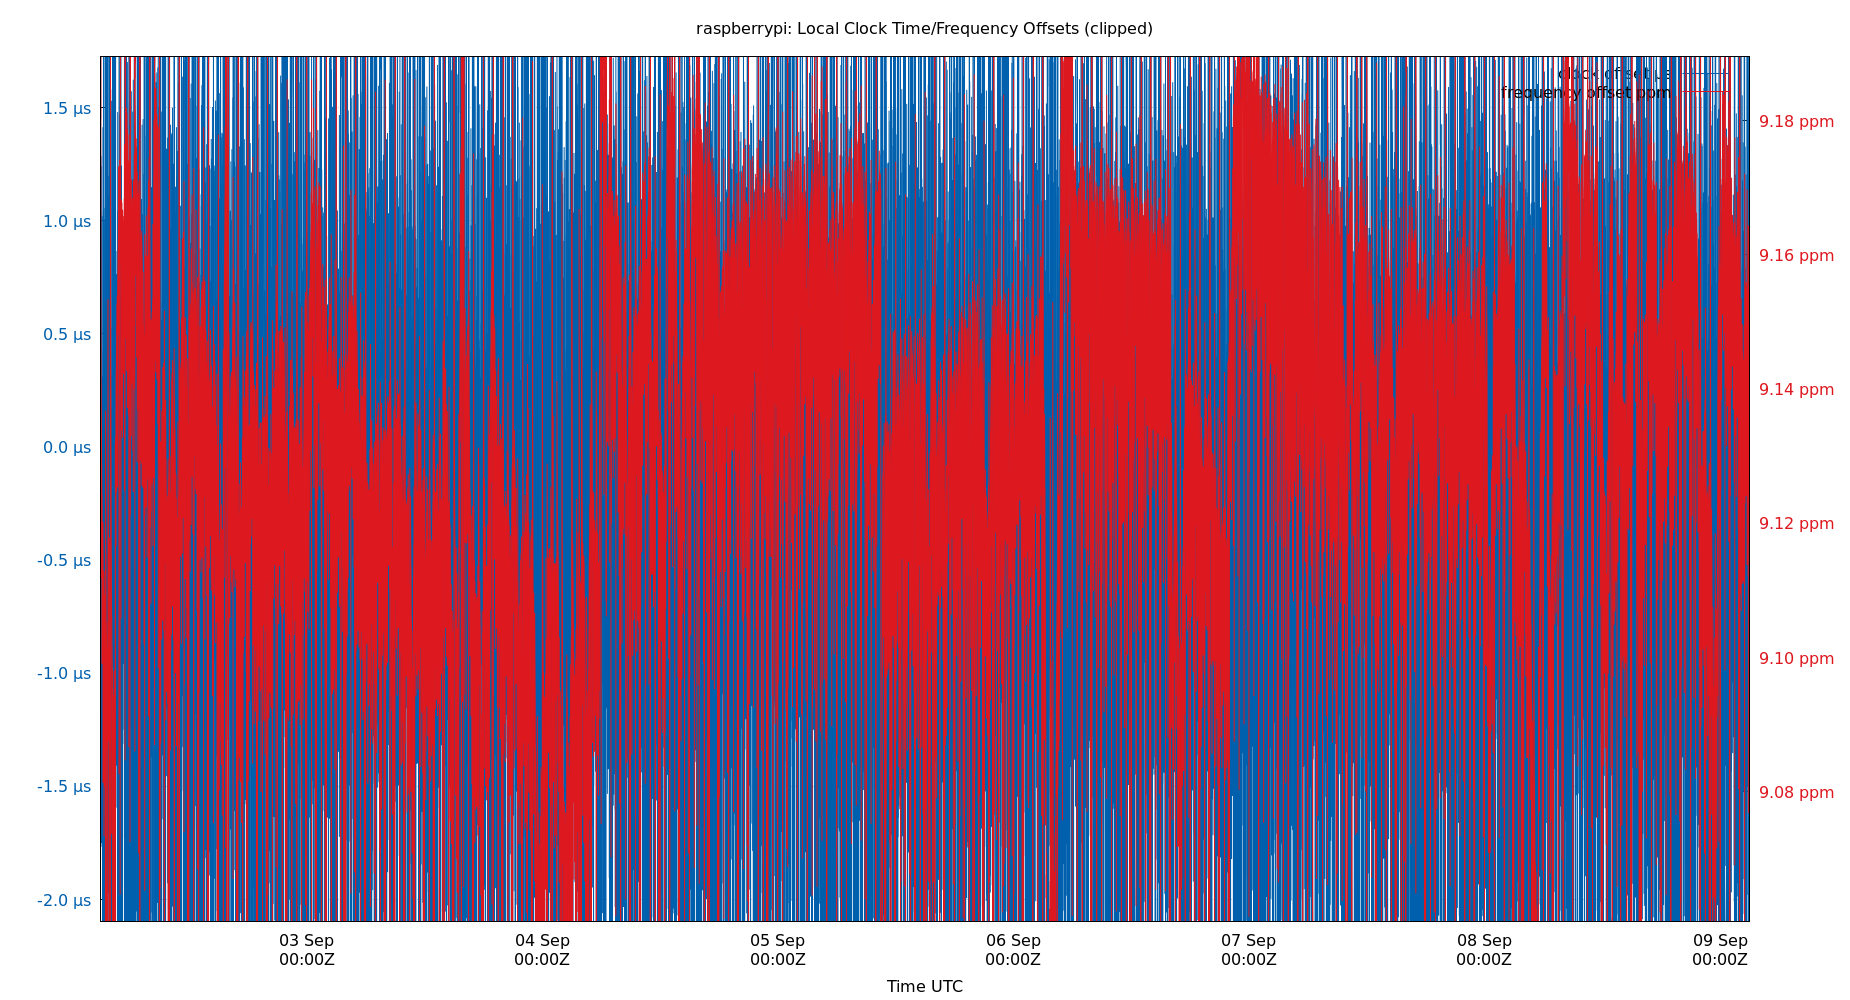 raspberrypi: Local Clock Time/Frequency Offsets (clipped)
clock offset µs
frequency offset ppm
1.5 µs
1.0 µs
0.5 µs
0.0 µs
-0.5 µs
-1.0 µs
-1.5 µs
-2.0 µs
9.18 ppm
9.16 ppm
9.14 ppm
9.12 ppm
9.10 ppm
9.08 ppm
03 Sep
00:00Z
04 Sep
00:00Z
05 Sep
00:00Z
06 Sep
00:00Z
07 Sep
00:00Z
08 Sep
00:00Z
09 Sep
00:00Z
Time UTC